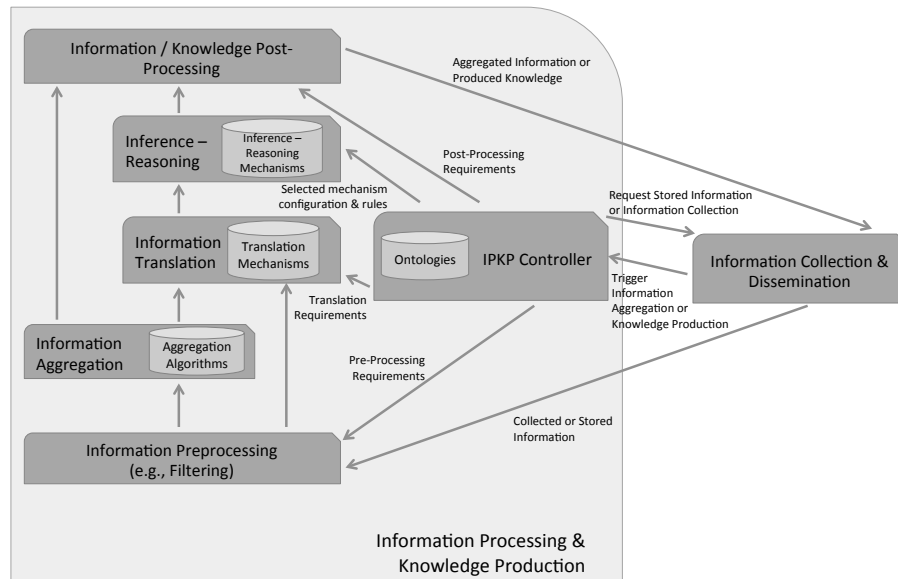 Information / Knowledge Post-
Processing
Aggregated Information or
Produced Knowledge
Inference –
Reasoning
Inference –
Reasoning
Mechanisms
Post-Processing
Requirements
Selected mechanism
configuration & rules
Request Stored Information
or Information Collection
Information
Translation
Translation
Mechanisms
Ontologies
IPKP Controller
Information Collection &
Dissemination
Translation
Requirements
Trigger
Information
Aggregation or
Knowledge Production
Information
Aggregation
Aggregation
Algorithms
Pre-Processing
Requirements
Collected or Stored
Information
Information Preprocessing
(e.g., Filtering)
Information Processing &
Knowledge Production